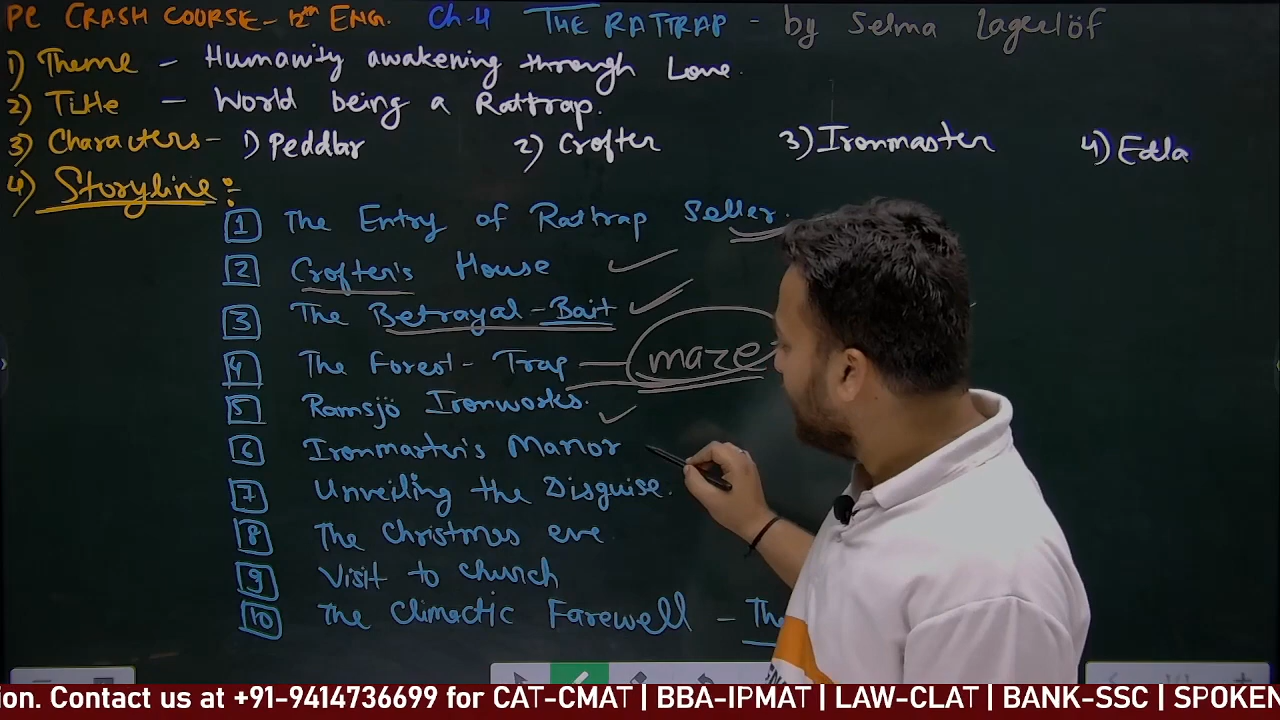 PC CRASH COURSE - 12th ENG. Ch-4 THE RATTRAP - by Selma Lagerlöf
1) Theme - Humanity awakening through Love.
2) Title - World being a Rattrap.
3) Characters - 1) Peddlar 2) Crofter 3) Ironmaster 4) Edla
4) Storyline :-
1 The Entry of Rattrap Seller.
2 Crofter's House
3 The Betrayal - Bait
4 The Forest - Trap - maze
5 Ramsjö Ironworks.
6 Ironmaster's Manor
7 Unveiling the Disguise.
8 The Christmas eve
9 Visit to church
10 The Climactic Farewell - The
ion. Contact us at +91-9414736699 for CAT-CMAT | BBA-IPMAT | LAW-CLAT | BANK-SSC | SPOKEN